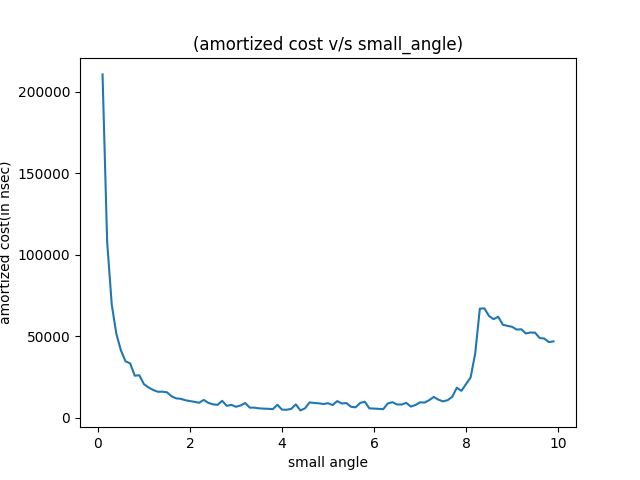 (amortized cost v/s small_angle)
200000
150000
100000
50000
0
amortized cost(in nsec)
0 2 4 6 8 10
small angle